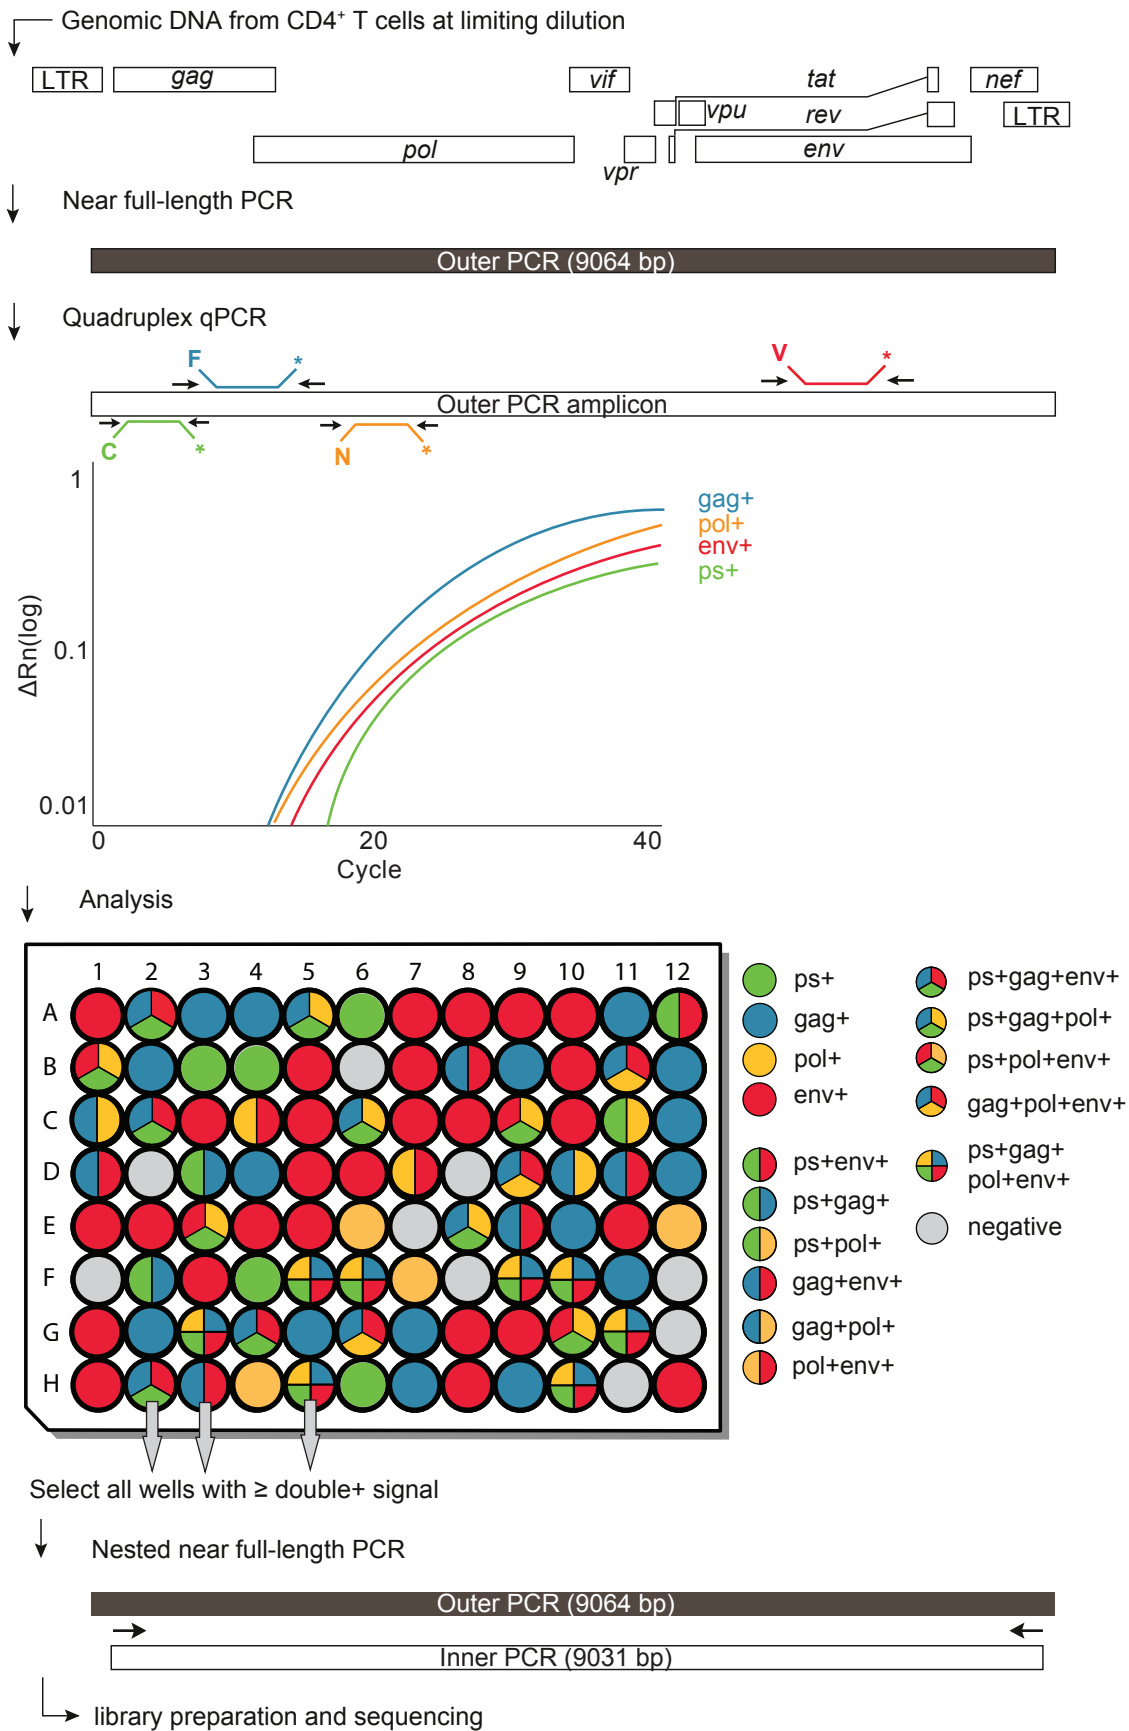 Genomic DNA from CD4⁺ T cells at limiting dilution
LTR gag vif tat nef
vpu rev LTR
pol vpr env
Near full-length PCR
Outer PCR (9064 bp)
Quadruplex qPCR
F * V *
Outer PCR amplicon
C * N *
1
gag+
pol+
env+
ps+
0.1
ΔRn(log)
0.01
0 20 40
Cycle
Analysis
1 2 3 4 5 6 7 8 9 10 11 12
A
B
C
D
E
F
G
H
ps+
gag+
pol+
env+
ps+env+
ps+gag+
ps+pol+
gag+env+
gag+pol+
pol+env+
ps+gag+env+
ps+gag+pol+
ps+pol+env+
gag+pol+env+
ps+gag+
pol+env+
negative
Select all wells with ≥ double+ signal
Nested near full-length PCR
Outer PCR (9064 bp)
Inner PCR (9031 bp)
library preparation and sequencing